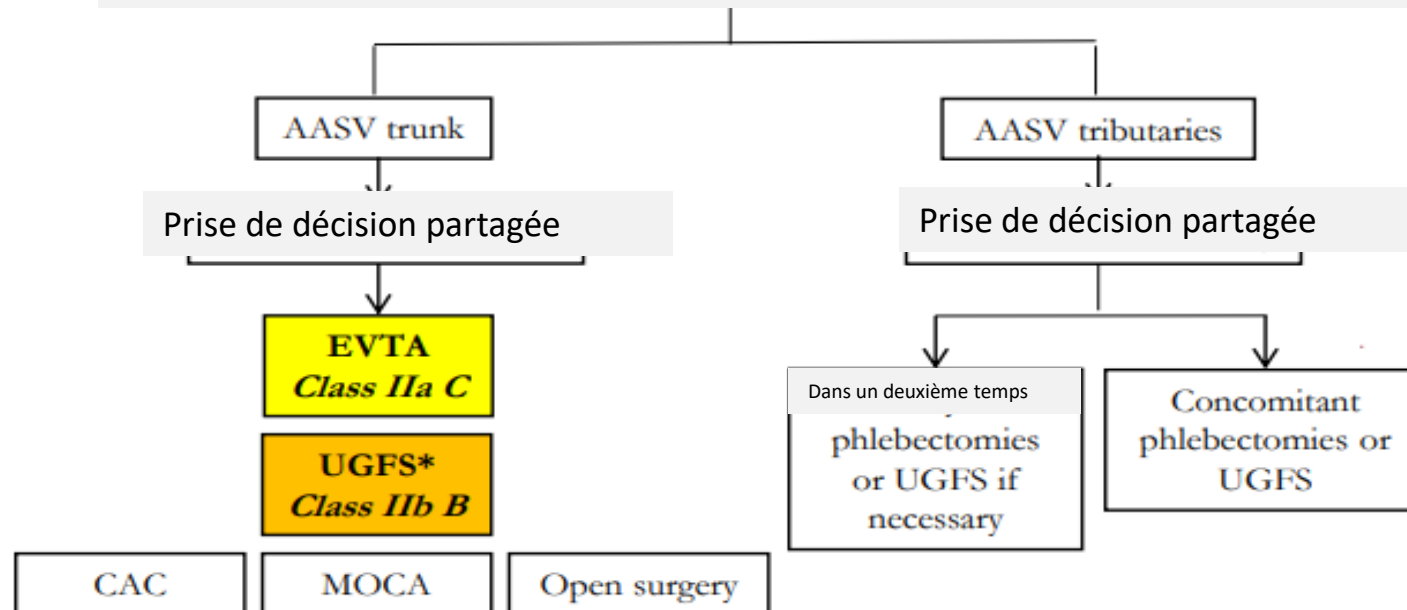 AASV trunk
AASV tributaries
Prise de décision partagée
Prise de décision partagée
EVTA
Class IIa C
UGFS*
Class IIb B
CAC
MOCA
Open surgery
Dans un deuxième temps
phlebectomies
or UGFS if
necessary
Concomitant
phlebectomies or
UGFS